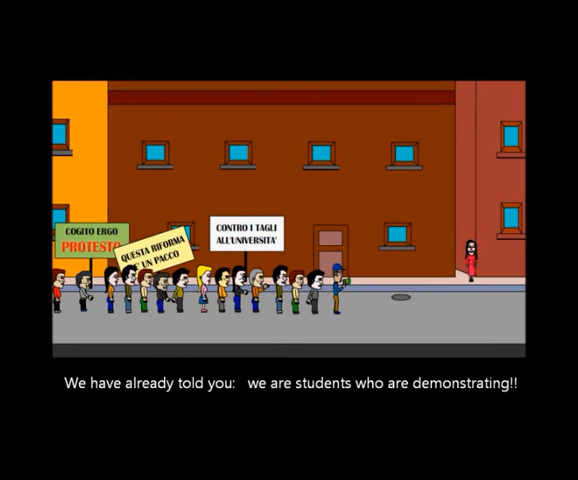 COGITO ERGO
PROTESTO
QUESTA RIFORMA
E' UN PACCO
CONTRO I TAGLI
ALL'UNIVERSITA'
We have already told you: we are students who are demonstrating!!